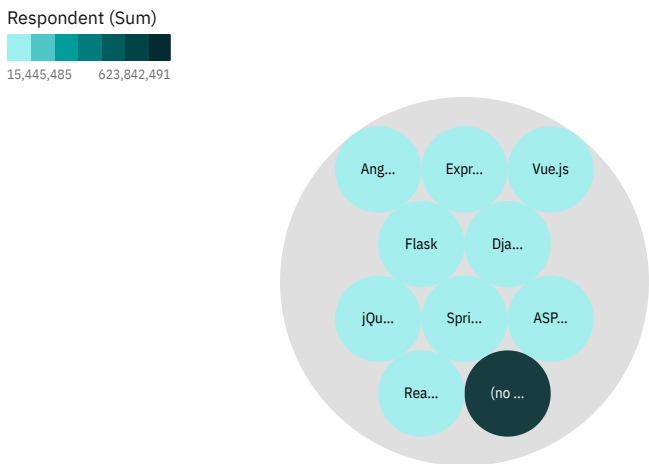 Respondent (Sum)
15,445,485 623,842,491
Ang... Expr... Vue.js
Flask Dja...
jQu... Spri... ASP...
Rea... (no ...